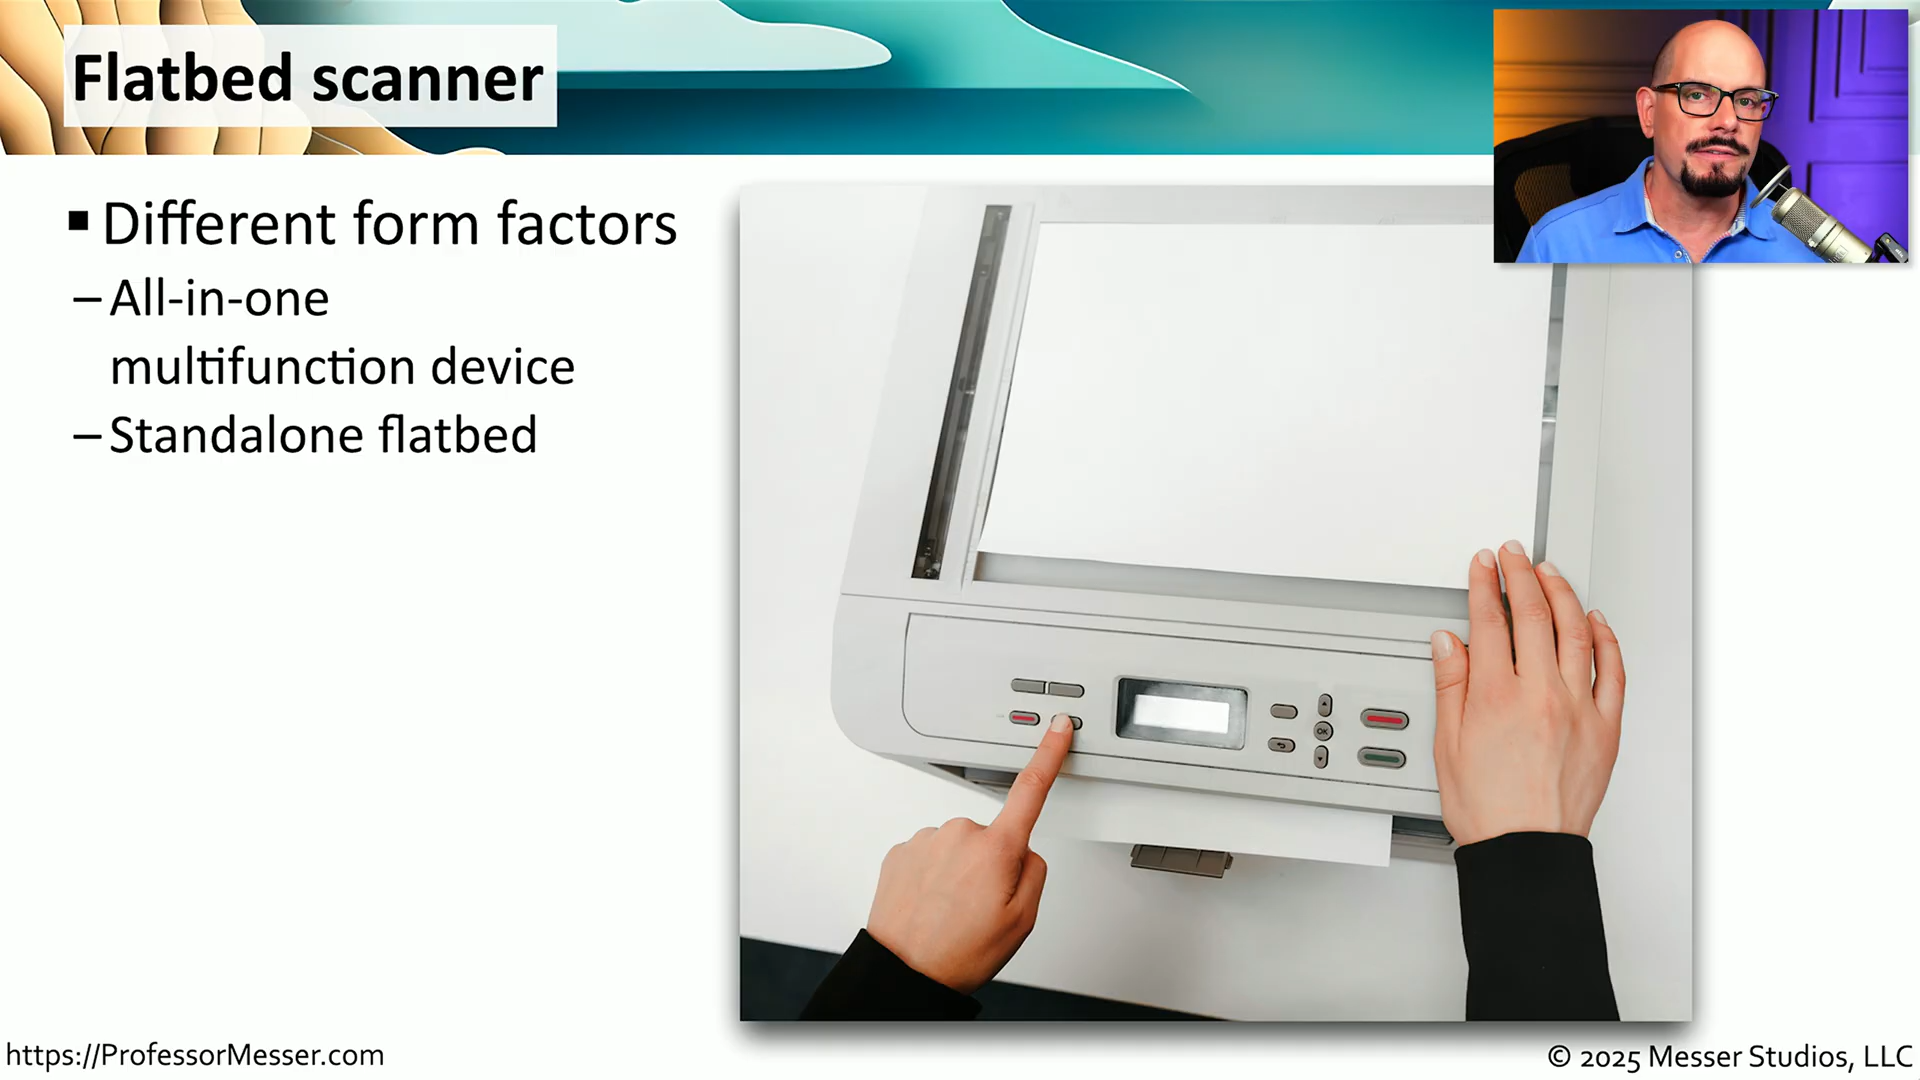 Flatbed scanner
▪ Different form factors
– All-in-one
multifunction device
– Standalone flatbed
OK
https://ProfessorMesser.com
© 2025 Messer Studios, LLC